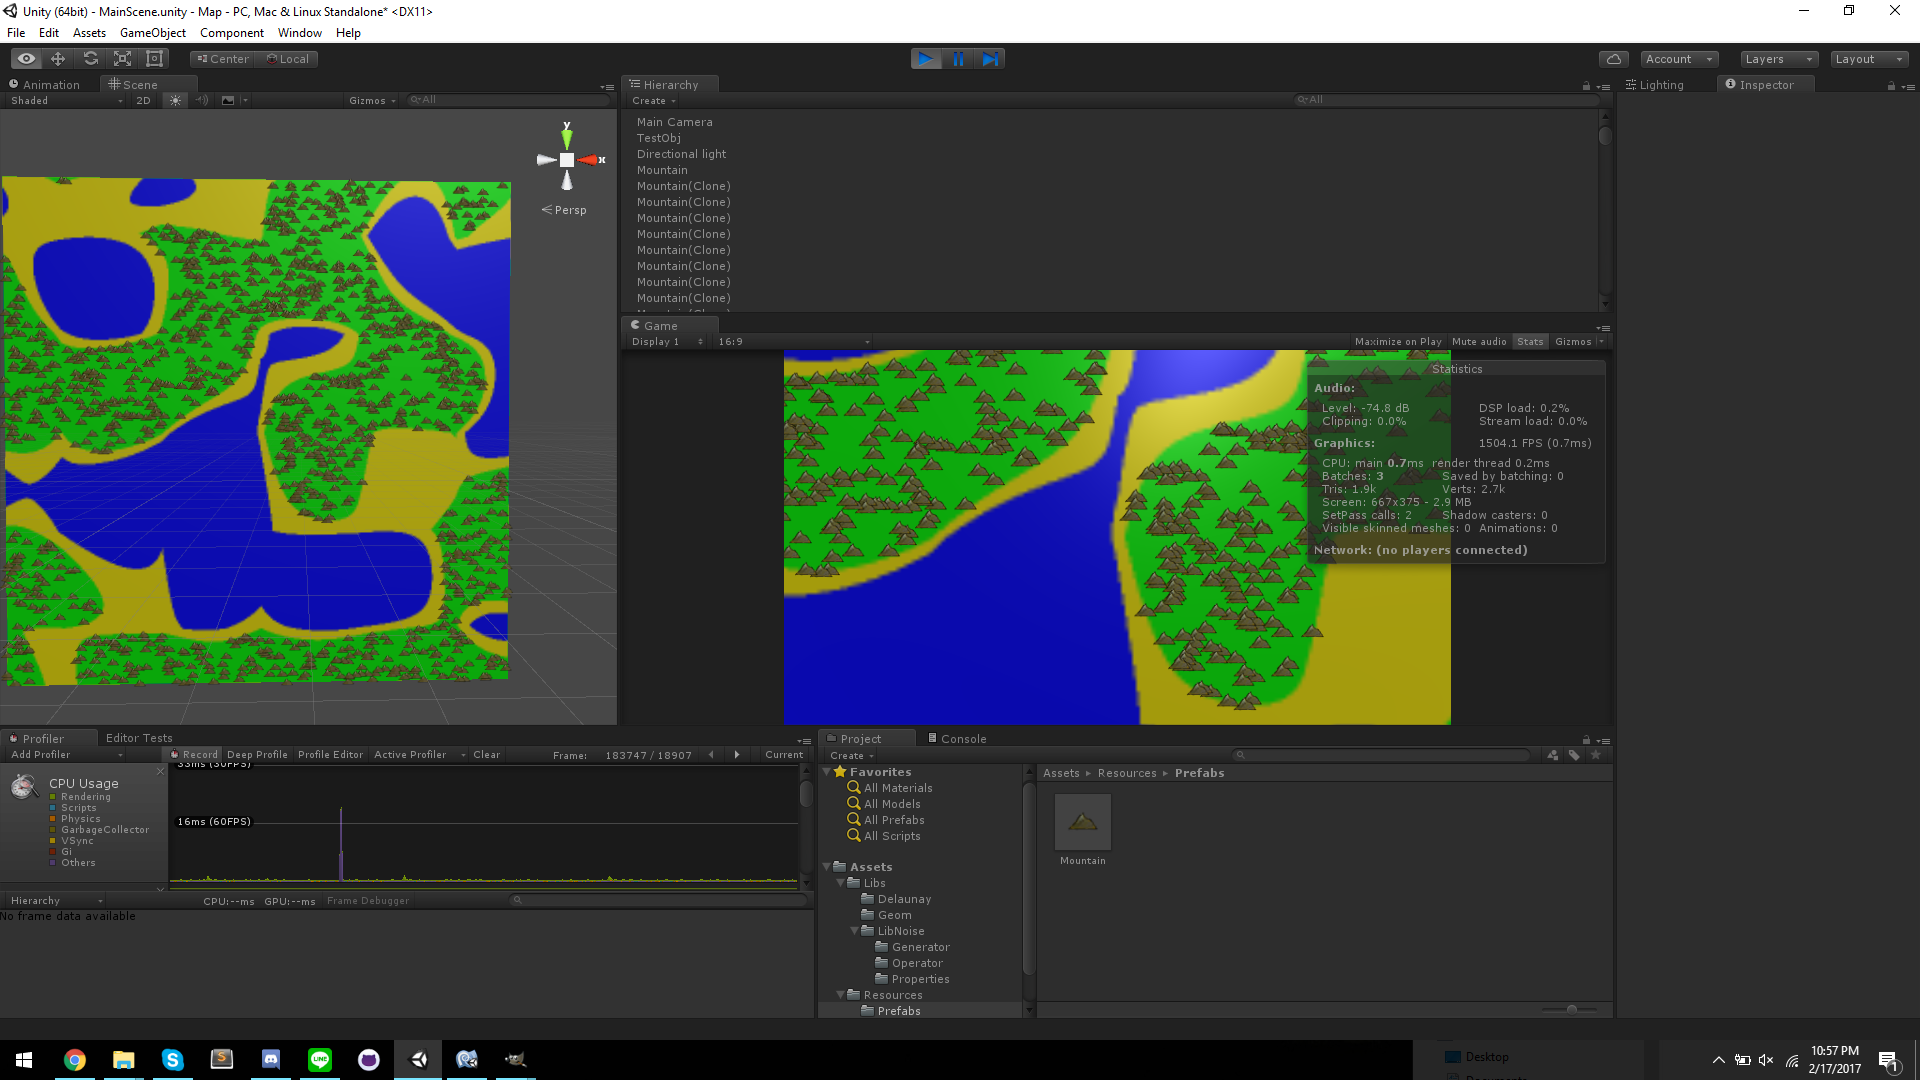 Unity (64bit) - MainScene.unity - Map - PC, Mac & Linux Standalone* <DX11>
File Edit Assets GameObject Component Window Help
Center Local Account Layers Layout
Animation Scene Hierarchy Lighting Inspector
Shaded 2D Gizmos All Create All
Main Camera
TestObj
Directional light
Mountain
Mountain(Clone)
Mountain(Clone)
Mountain(Clone)
Mountain(Clone)
Mountain(Clone)
Mountain(Clone)
Mountain(Clone)
Mountain(Clone)
y
x
Persp
Game
Display 1 16:9 Maximize on Play Mute audio Stats Gizmos
Statistics
Audio:
Level: -74.8 dB DSP load: 0.2%
Clipping: 0.0% Stream load: 0.0%
Graphics: 1504.1 FPS (0.7ms)
CPU: main 0.7ms render thread 0.2ms
Batches: 3 Saved by batching: 0
Tris: 1.9k Verts: 2.7k
Screen: 667x375 - 2.9 MB
SetPass calls: 2 Shadow casters: 0
Visible skinned meshes: 0 Animations: 0
Network: (no players connected)
Profiler Editor Tests
Add Profiler Record Deep Profile Profile Editor Active Profiler Clear Frame: 183747 / 18907 Current
33ms (30FPS)
CPU Usage
Rendering
Scripts
Physics
GarbageCollector
VSync
Gi
Others
16ms (60FPS)
Hierarchy CPU:--ms GPU:--ms Frame Debugger
No frame data available
Project Console
Create
Favorites
All Materials
All Models
All Prefabs
All Scripts
Assets
Libs
Delaunay
Geom
LibNoise
Generator
Operator
Properties
Resources
Prefabs
Assets Resources Prefabs
Mountain
Desktop
10:57 PM
2/17/2017
1